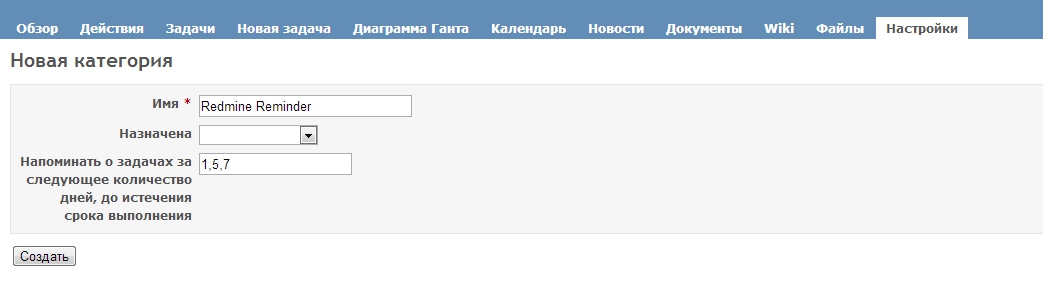 Обзор Действия Задачи Новая задача Диаграмма Ганта Календарь Новости Документы Wiki Файлы Настройки
Новая категория
Имя * Redmine Reminder
Назначена
Напоминать о задачах за 1,5,7
следующее количество
дней, до истечения
срока выполнения
Создать